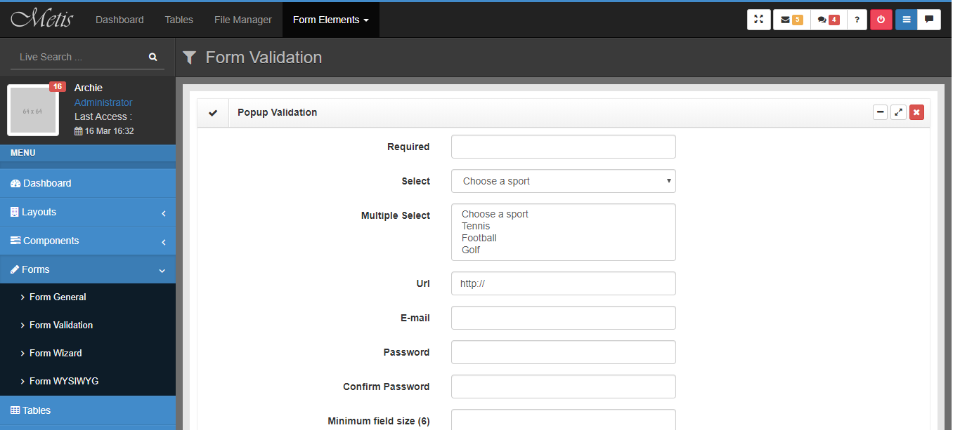 Metis Dashboard Tables File Manager Form Elements 4 ?
Live Search ...
Form Validation
16
Archie
Administrator
Last Access :
16 Mar 16:32
MENU
Dashboard
Layouts
Components
Forms
Form General
Form Validation
Form Wizard
Form WYSIWYG
Tables
Popup Validation
Required
Select Choose a sport
Multiple Select
Choose a sport
Tennis
Football
Golf
Url http://
E-mail
Password
Confirm Password
Minimum field size (6)